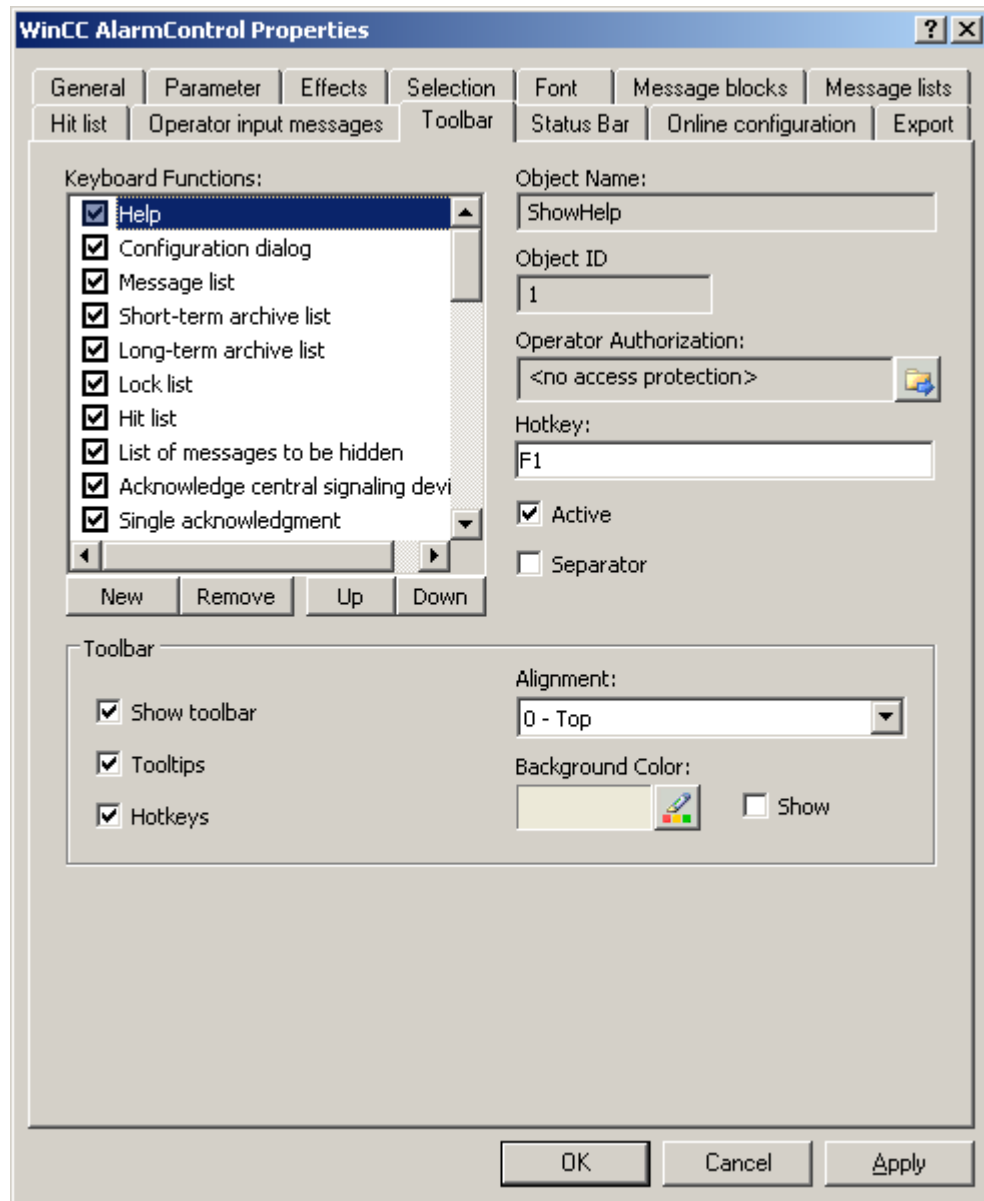 WinCC AlarmControl Properties
General Parameter Effects Selection Font Message blocks Message lists
Hit list Operator input messages Toolbar Status Bar Online configuration Export
Keyboard Functions:
Help
Configuration dialog
Message list
Short-term archive list
Long-term archive list
Lock list
Hit list
List of messages to be hidden
Acknowledge central signaling devi
Single acknowledgment
New Remove Up Down
Object Name:
ShowHelp
Object ID
1
Operator Authorization:
<no access protection>
Hotkey:
F1
Active
Separator
Toolbar
Show toolbar
Tooltips
Hotkeys
Alignment:
0 - Top
Background Color:
Show
OK Cancel Apply